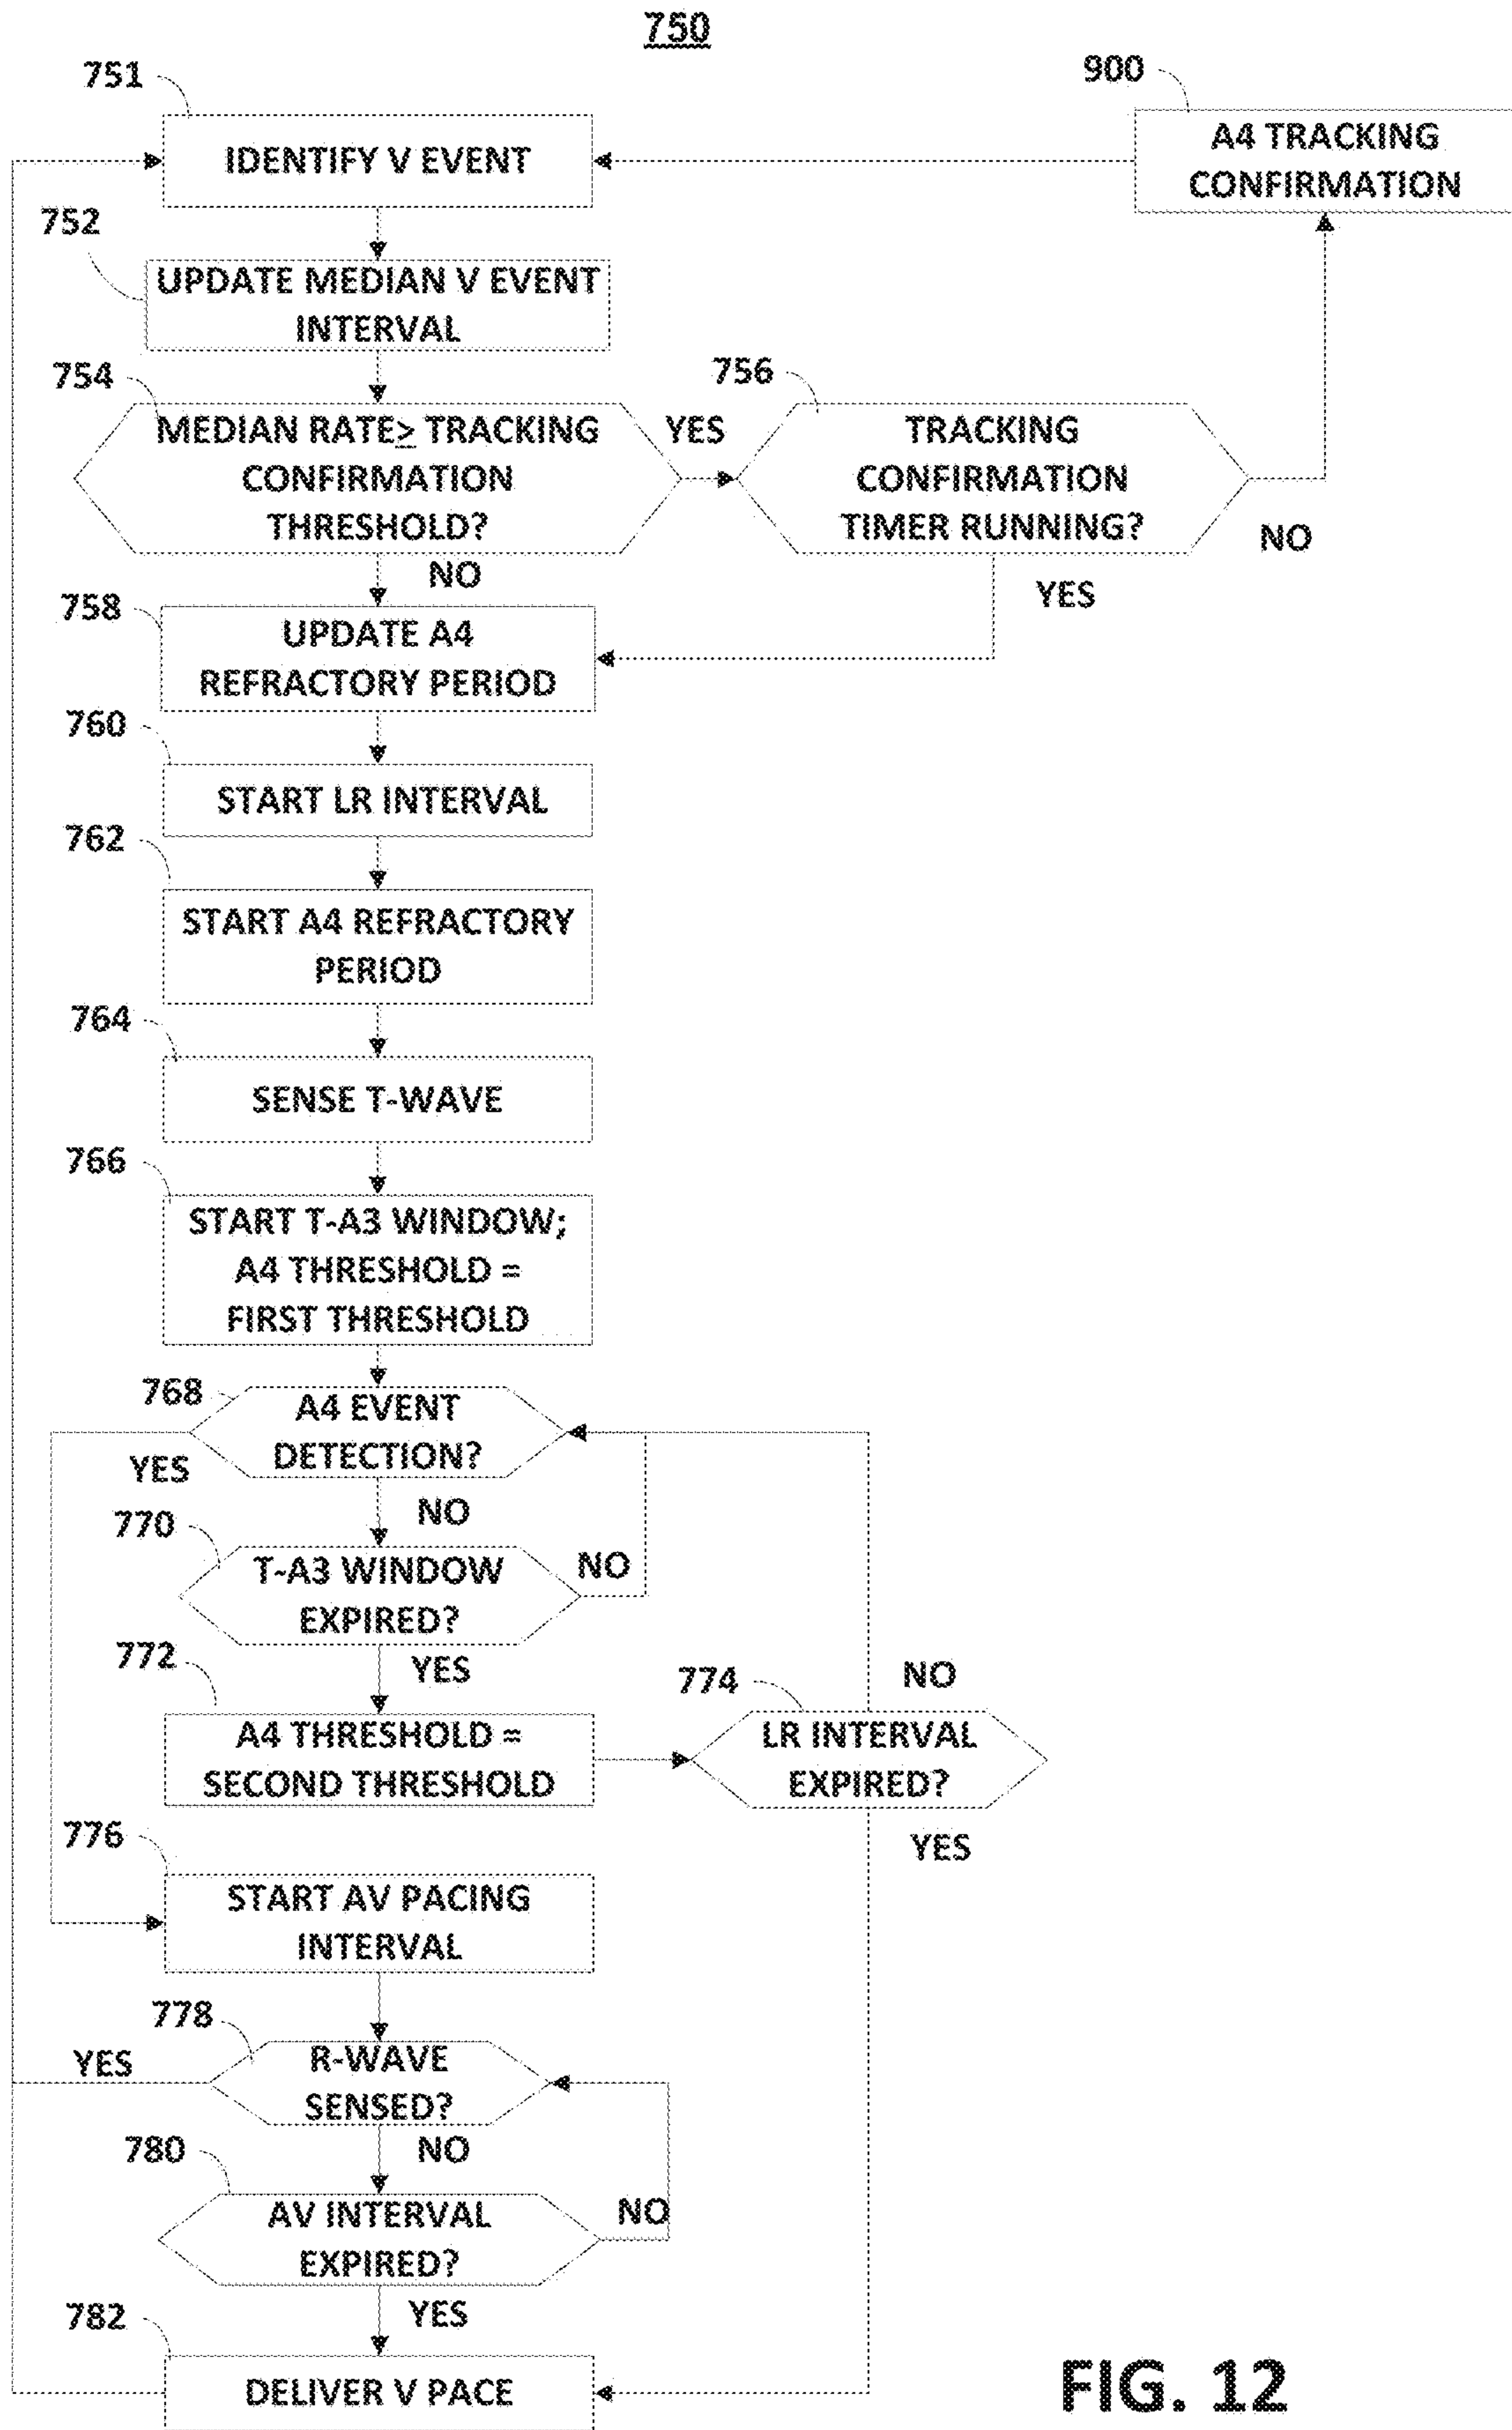 750
751
900
IDENTIFY V EVENT
A4 TRACKING
CONFIRMATION
752
UPDATE MEDIAN V EVENT
INTERVAL
754
756
MEDIAN RATE≥ TRACKING
CONFIRMATION
THRESHOLD?
YES
TRACKING
CONFIRMATION
TIMER RUNNING?
NO
NO
YES
758
UPDATE A4
REFRACTORY PERIOD
760
START LR INTERVAL
762
START A4 REFRACTORY
PERIOD
764
SENSE T-WAVE
766
START T-A3 WINDOW;
A4 THRESHOLD =
FIRST THRESHOLD
768
A4 EVENT
DETECTION?
YES
NO
770
T-A3 WINDOW
EXPIRED?
NO
YES
772
A4 THRESHOLD =
SECOND THRESHOLD
774
NO
LR INTERVAL
EXPIRED?
YES
776
START AV PACING
INTERVAL
778
R-WAVE
SENSED?
YES
NO
780
AV INTERVAL
EXPIRED?
NO
YES
782
DELIVER V PACE
FIG. 12